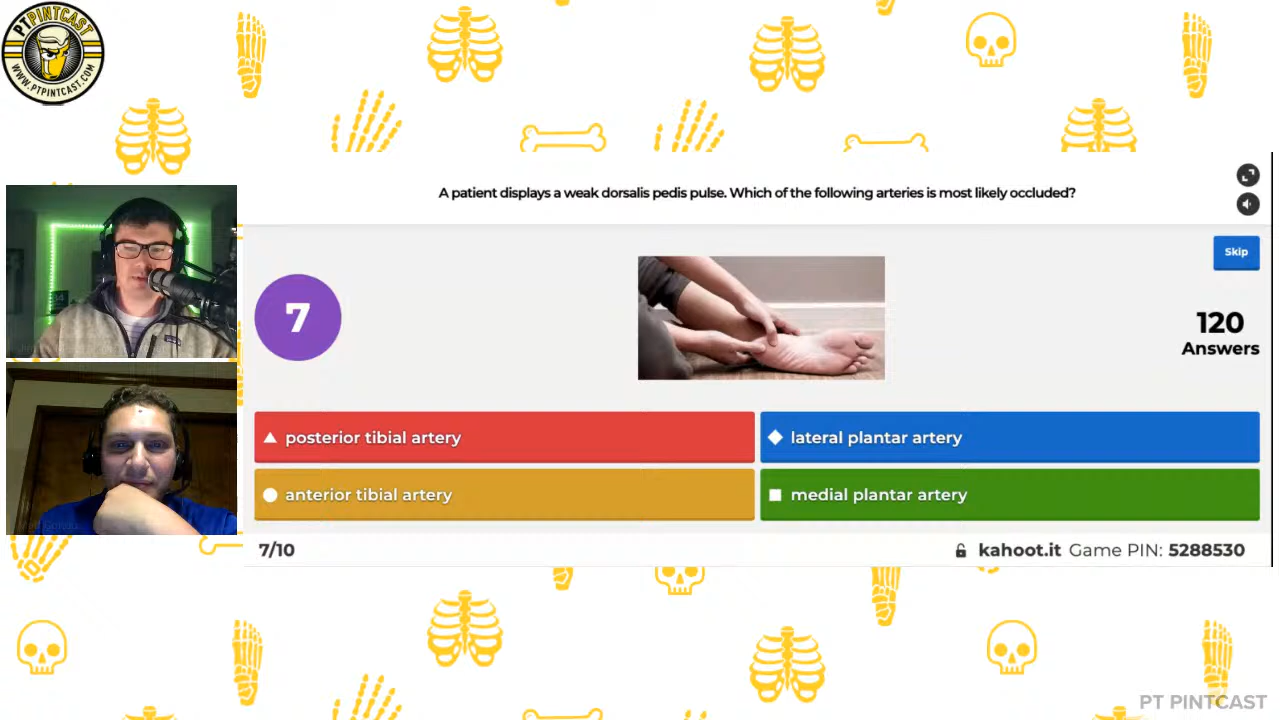 PTPINTCAST
WWW.PTPINTCAST.COM
A patient displays a weak dorsalis pedis pulse. Which of the following arteries is most likely occluded?
Skip
7
120
Answers
posterior tibial artery
lateral plantar artery
anterior tibial artery
medial plantar artery
7/10
kahoot.it Game PIN: 5288530
PT PINTCAST